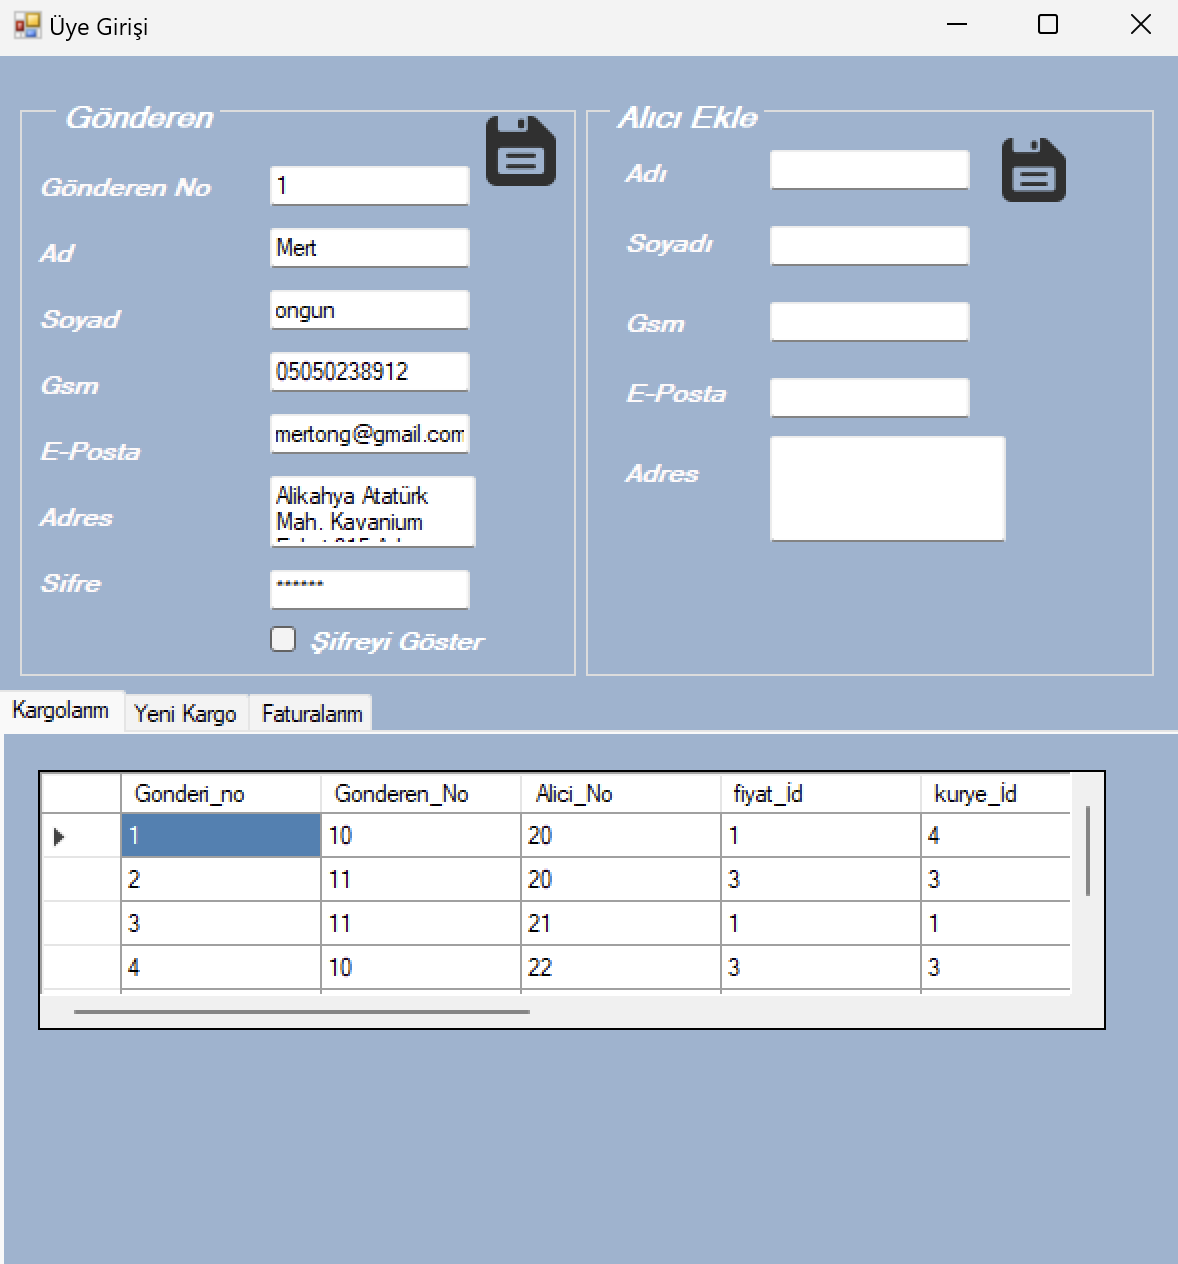 Üye Girişi
Gönderen
Gönderen No
1
Ad
Mert
Soyad
ongun
Gsm
05050238912
E-Posta
mertong@gmail.com
Adres
Alikahya Atatürk
Mah. Kavanium
Sifre
******
Şifreyi Göster
Alıcı Ekle
Adı
Soyadı
Gsm
E-Posta
Adres
Kargolarım Yeni Kargo Faturalarım
Gonderi_no Gonderen_No Alici_No fiyat_İd kurye_İd
1 10 20 1 4
2 11 20 3 3
3 11 21 1 1
4 10 22 3 3